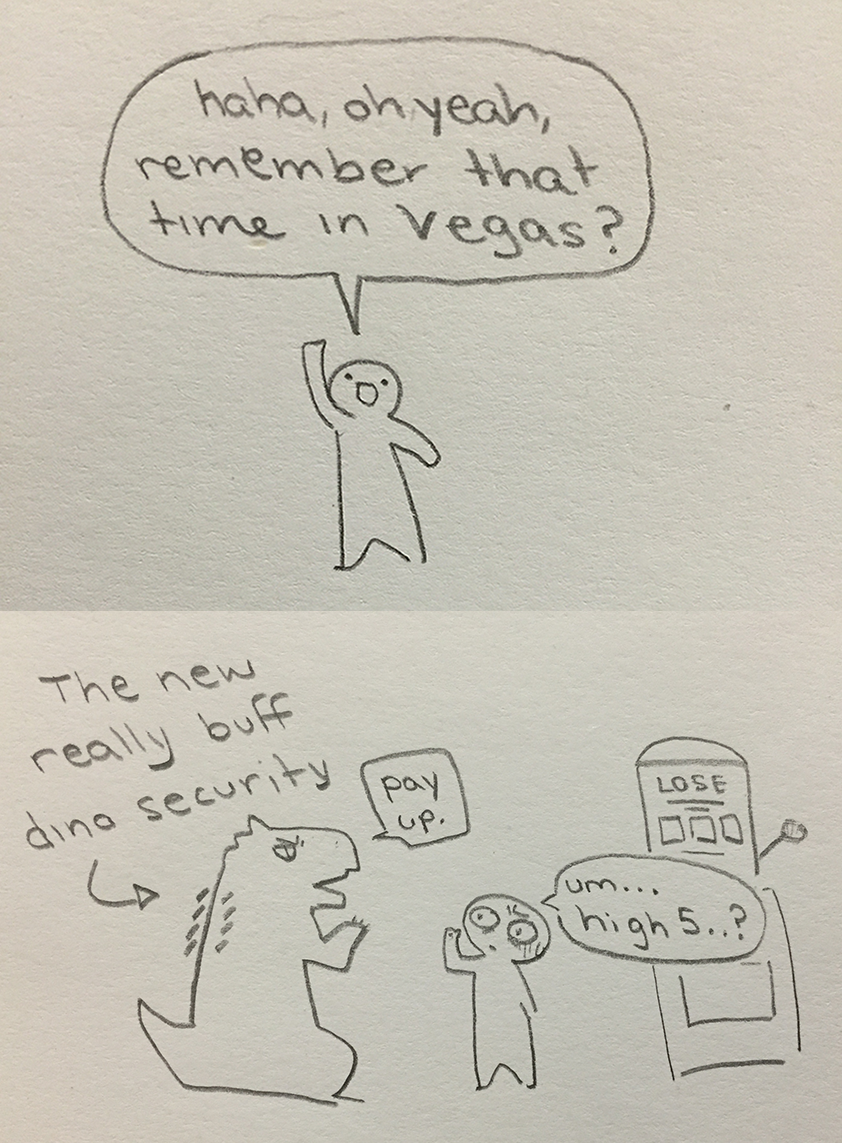 haha, oh yeah,
remember that
time in Vegas?
The new
really buff
dino security
pay
up.
LOSE
um...
high 5..?